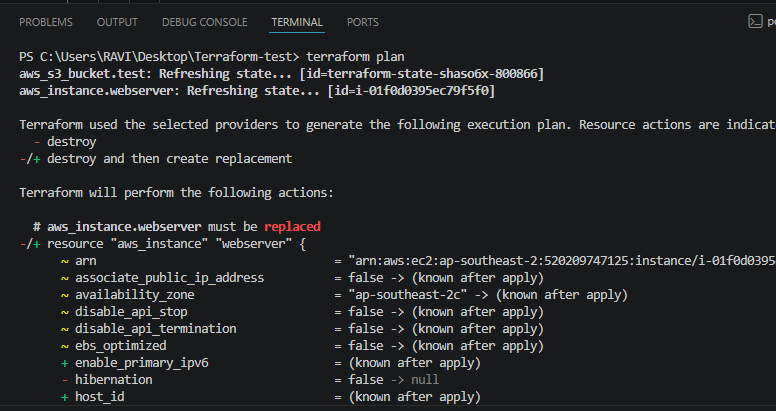 PROBLEMS OUTPUT DEBUG CONSOLE TERMINAL PORTS
PS C:\Users\RAVI\Desktop\Terraform-test> terraform plan
aws_s3_bucket.test: Refreshing state... [id=terraform-state-shaso6x-800866]
aws_instance.webserver: Refreshing state... [id=i-01f0d0395ec79f5f0]
Terraform used the selected providers to generate the following execution plan. Resource actions are indicat
- destroy
-/+ destroy and then create replacement
Terraform will perform the following actions:
# aws_instance.webserver must be replaced
-/+ resource "aws_instance" "webserver" {
~ arn = "arn:aws:ec2:ap-southeast-2:520209747125:instance/i-01f0d0395
~ associate_public_ip_address = false -> (known after apply)
~ availability_zone = "ap-southeast-2c" -> (known after apply)
~ disable_api_stop = false -> (known after apply)
~ disable_api_termination = false -> (known after apply)
~ ebs_optimized = false -> (known after apply)
+ enable_primary_ipv6 = (known after apply)
- hibernation = false -> null
+ host_id = (known after apply)